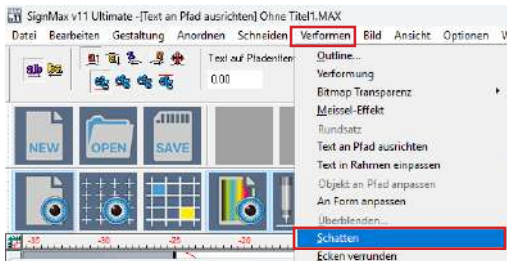 SignMax v11 Ultimate -[Text an Pfad ausrichten] Ohne Titel1.MAX
Datei Bearbeiten Gestaltung Anordnen Schneiden Verformen Bild Ansicht Optionen
Text auf Pfad
0.00
NEW OPEN SAVE
Outline...
Verformung
Bitmap Transparenz
Meissel-Effekt
Rundsatz
Text an Pfad ausrichten
Text in Rahmen einpassen
Objekt an Pfad anpassen
An Form anpassen
Überblenden...
Schatten
Ecken verrunden
-35 -30 -25 -20